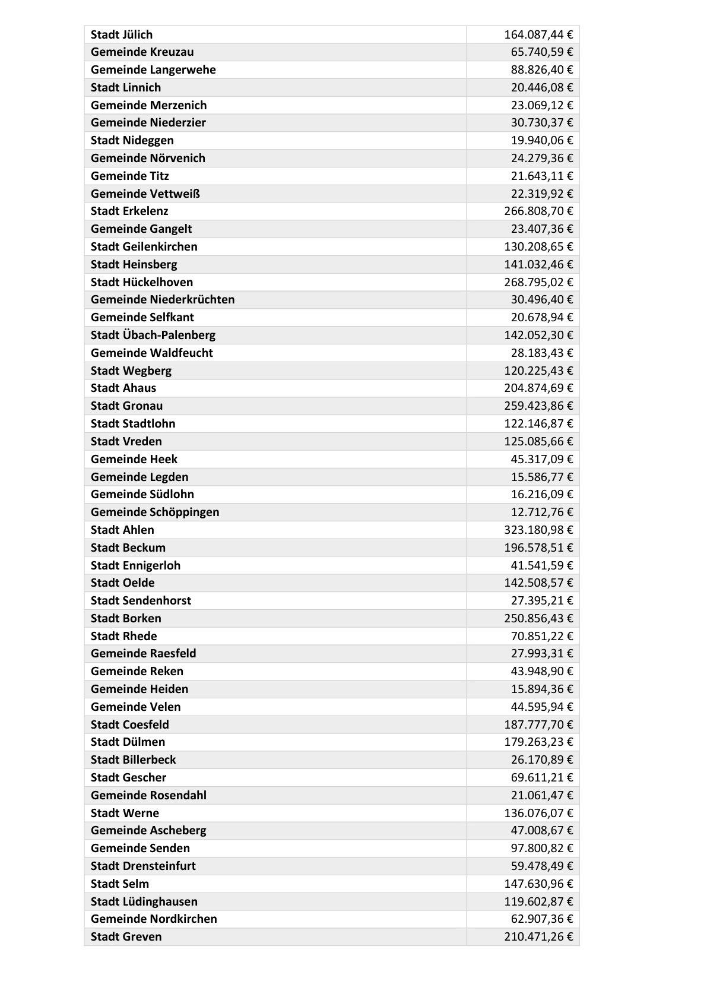 Stadt Jülich 164.087,44 €
Gemeinde Kreuzau 65.740,59 €
Gemeinde Langerwehe 88.826,40 €
Stadt Linnich 20.446,08 €
Gemeinde Merzenich 23.069,12 €
Gemeinde Niederzier 30.730,37 €
Stadt Nideggen 19.940,06 €
Gemeinde Nörvenich 24.279,36 €
Gemeinde Titz 21.643,11 €
Gemeinde Vettweiß 22.319,92 €
Stadt Erkelenz 266.808,70 €
Gemeinde Gangelt 23.407,36 €
Stadt Geilenkirchen 130.208,65 €
Stadt Heinsberg 141.032,46 €
Stadt Hückelhoven 268.795,02 €
Gemeinde Niederkrüchten 30.496,40 €
Gemeinde Selfkant 20.678,94 €
Stadt Übach-Palenberg 142.052,30 €
Gemeinde Waldfeucht 28.183,43 €
Stadt Wegberg 120.225,43 €
Stadt Ahaus 204.874,69 €
Stadt Gronau 259.423,86 €
Stadt Stadtlohn 122.146,87 €
Stadt Vreden 125.085,66 €
Gemeinde Heek 45.317,09 €
Gemeinde Legden 15.586,77 €
Gemeinde Südlohn 16.216,09 €
Gemeinde Schöppingen 12.712,76 €
Stadt Ahlen 323.180,98 €
Stadt Beckum 196.578,51 €
Stadt Ennigerloh 41.541,59 €
Stadt Oelde 142.508,57 €
Stadt Sendenhorst 27.395,21 €
Stadt Borken 250.856,43 €
Stadt Rhede 70.851,22 €
Gemeinde Raesfeld 27.993,31 €
Gemeinde Reken 43.948,90 €
Gemeinde Heiden 15.894,36 €
Gemeinde Velen 44.595,94 €
Stadt Coesfeld 187.777,70 €
Stadt Dülmen 179.263,23 €
Stadt Billerbeck 26.170,89 €
Stadt Gescher 69.611,21 €
Gemeinde Rosendahl 21.061,47 €
Stadt Werne 136.076,07 €
Gemeinde Ascheberg 47.008,67 €
Gemeinde Senden 97.800,82 €
Stadt Drensteinfurt 59.478,49 €
Stadt Selm 147.630,96 €
Stadt Lüdinghausen 119.602,87 €
Gemeinde Nordkirchen 62.907,36 €
Stadt Greven 210.471,26 €